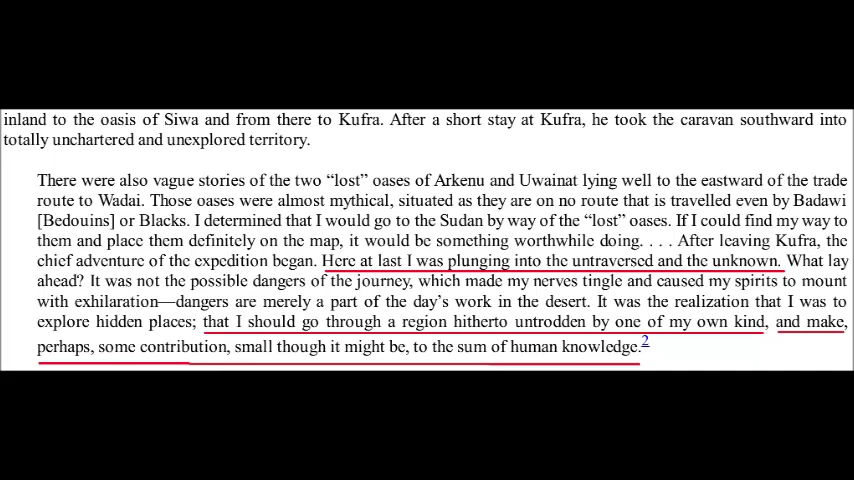 inland to the oasis of Siwa and from there to Kufra. After a short stay at Kufra, he took the caravan southward into
totally unchartered and unexplored territory.
There were also vague stories of the two “lost” oases of Arkenu and Uwainat lying well to the eastward of the trade
route to Wadai. Those oases were almost mythical, situated as they are on no route that is travelled even by Badawi
[Bedouins] or Blacks. I determined that I would go to the Sudan by way of the “lost” oases. If I could find my way to
them and place them definitely on the map, it would be something worthwhile doing. . . . After leaving Kufra, the
chief adventure of the expedition began. Here at last I was plunging into the untraversed and the unknown. What lay
ahead? It was not the possible dangers of the journey, which made my nerves tingle and caused my spirits to mount
with exhilaration—dangers are merely a part of the day’s work in the desert. It was the realization that I was to
explore hidden places; that I should go through a region hitherto untrodden by one of my own kind, and make,
perhaps, some contribution, small though it might be, to the sum of human knowledge.2